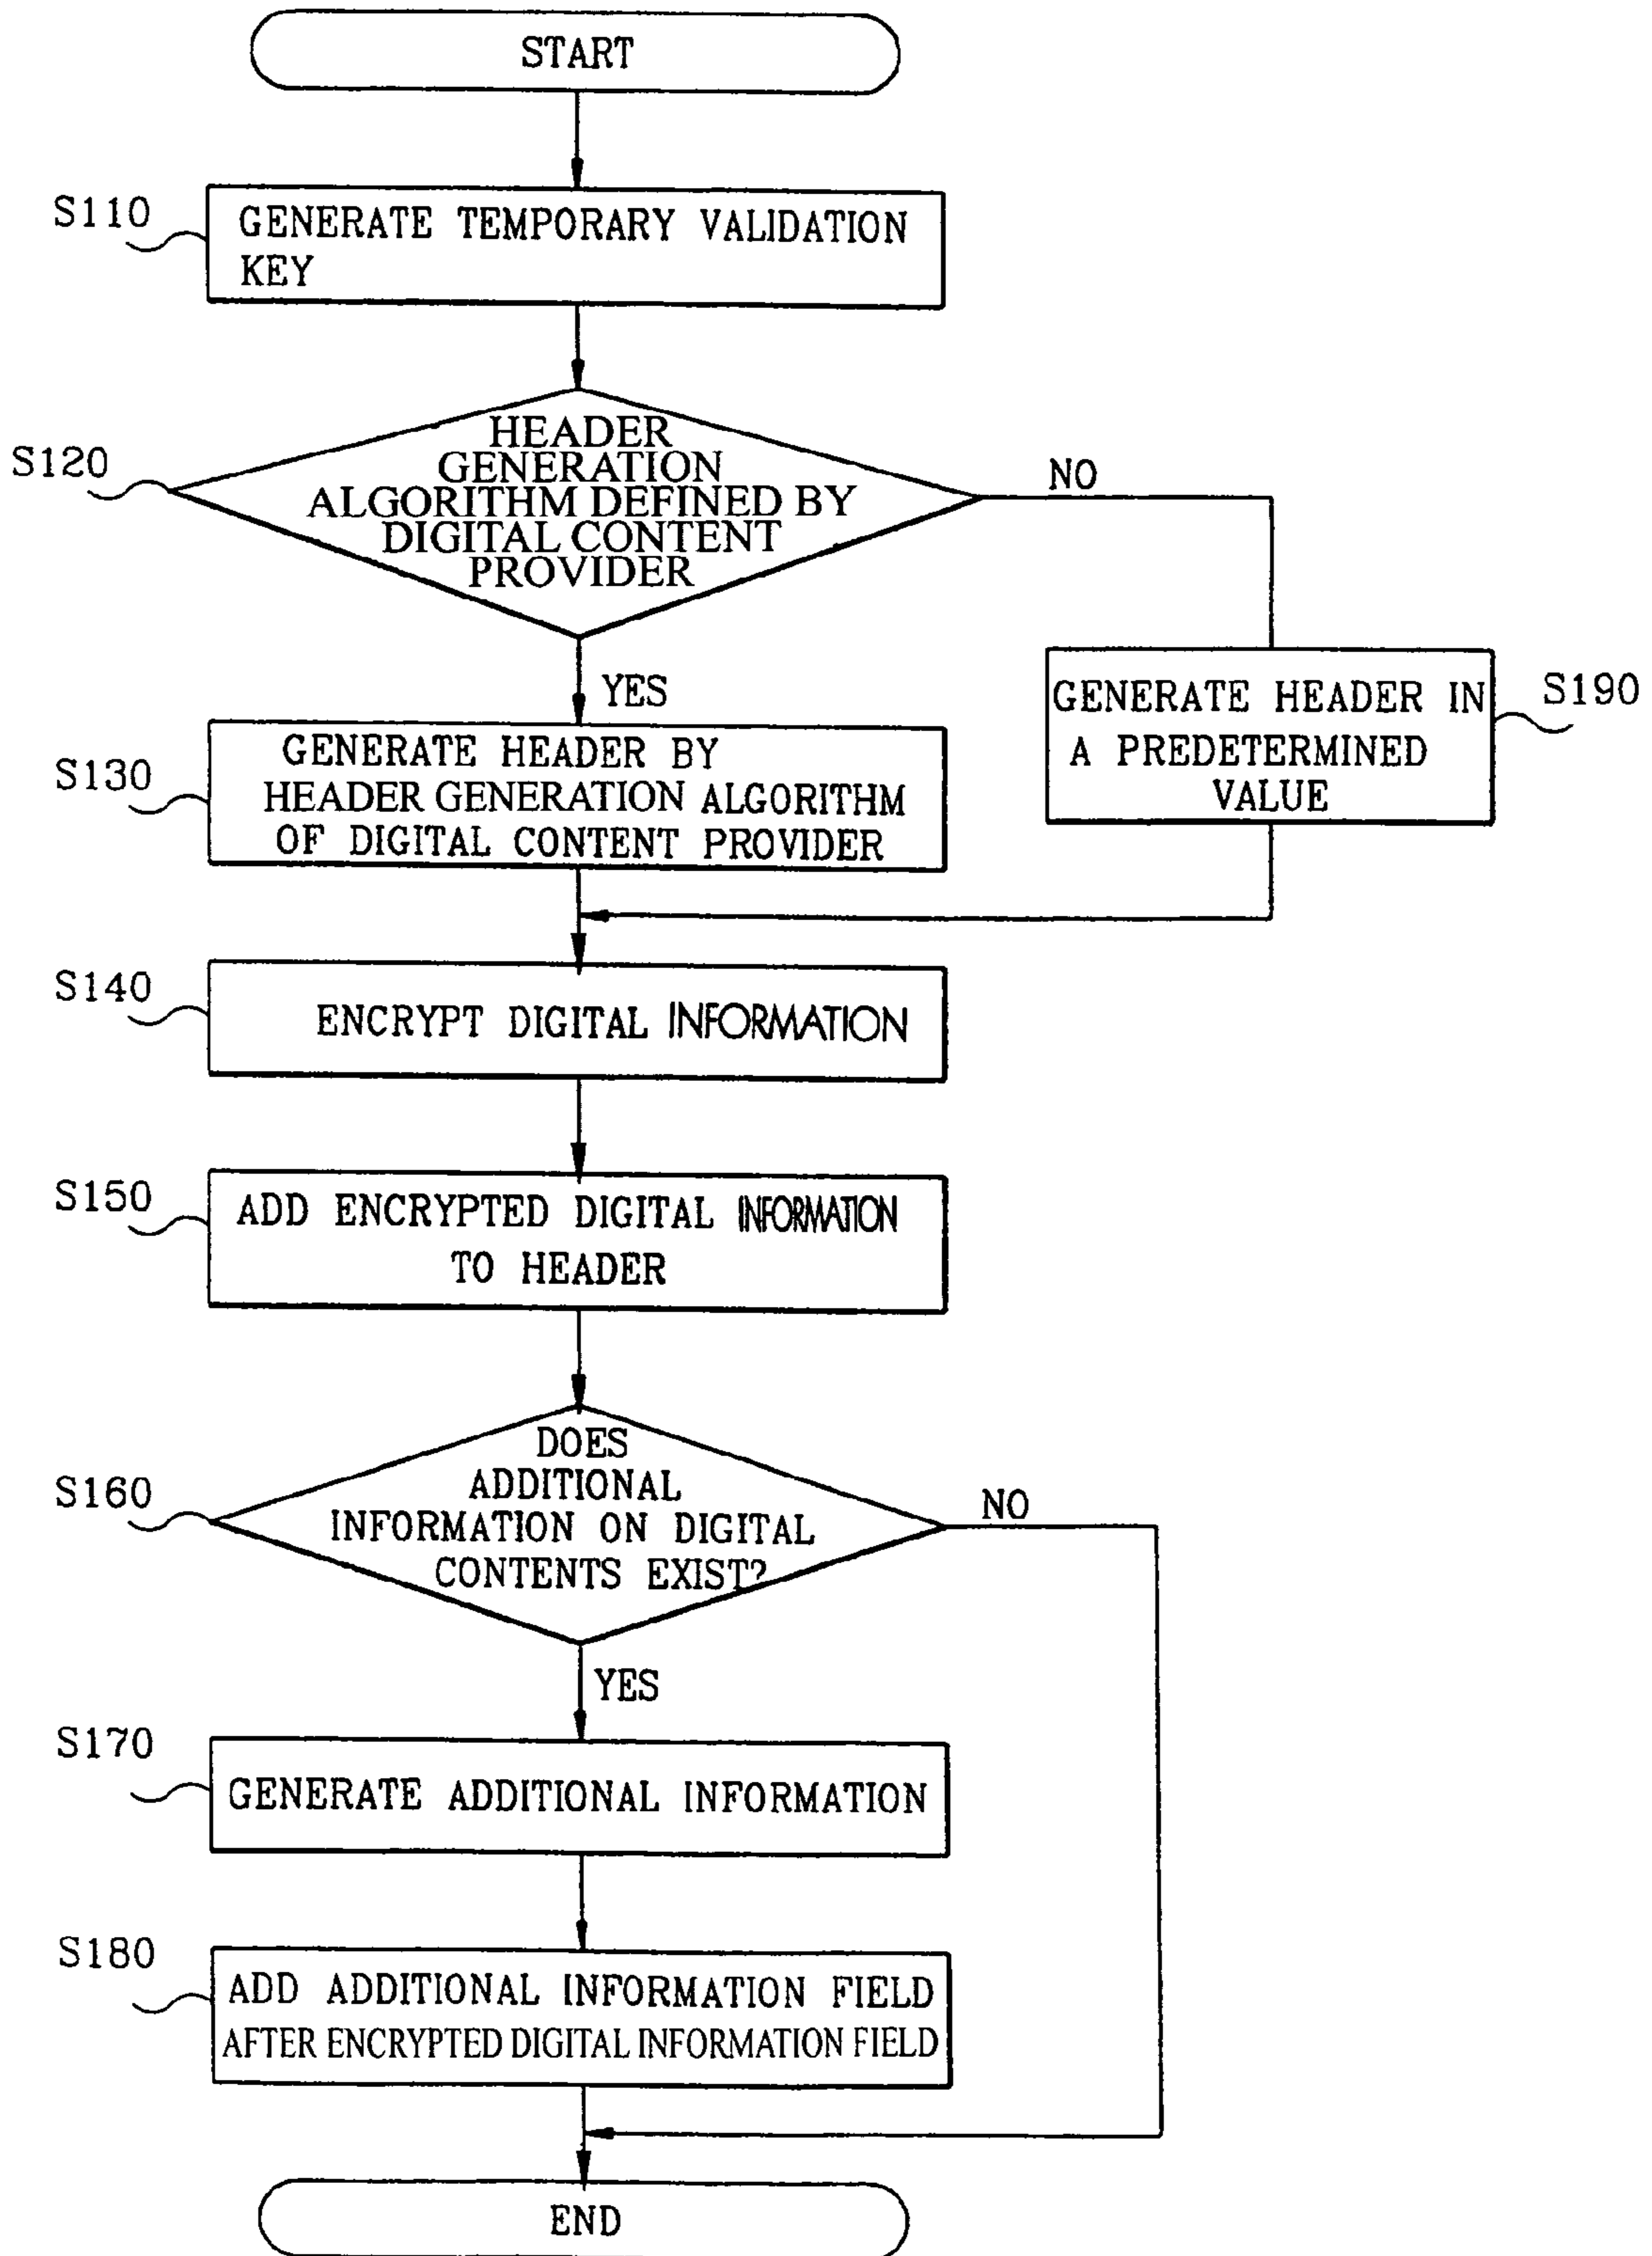 START
S110
GENERATE TEMPORARY VALIDATION
KEY
S120
HEADER
GENERATION
ALGORITHM DEFINED BY
DIGITAL CONTENT
PROVIDER
NO
YES
S130
GENERATE HEADER BY
HEADER GENERATION ALGORITHM
OF DIGITAL CONTENT PROVIDER
GENERATE HEADER IN
A PREDETERMINED
VALUE
S190
S140
ENCRYPT DIGITAL INFORMATION
S150
ADD ENCRYPTED DIGITAL INFORMATION
TO HEADER
S160
DOES
ADDITIONAL
INFORMATION ON DIGITAL
CONTENTS EXIST?
NO
YES
S170
GENERATE ADDITIONAL INFORMATION
S180
ADD ADDITIONAL INFORMATION FIELD
AFTER ENCRYPTED DIGITAL INFORMATION FIELD
END